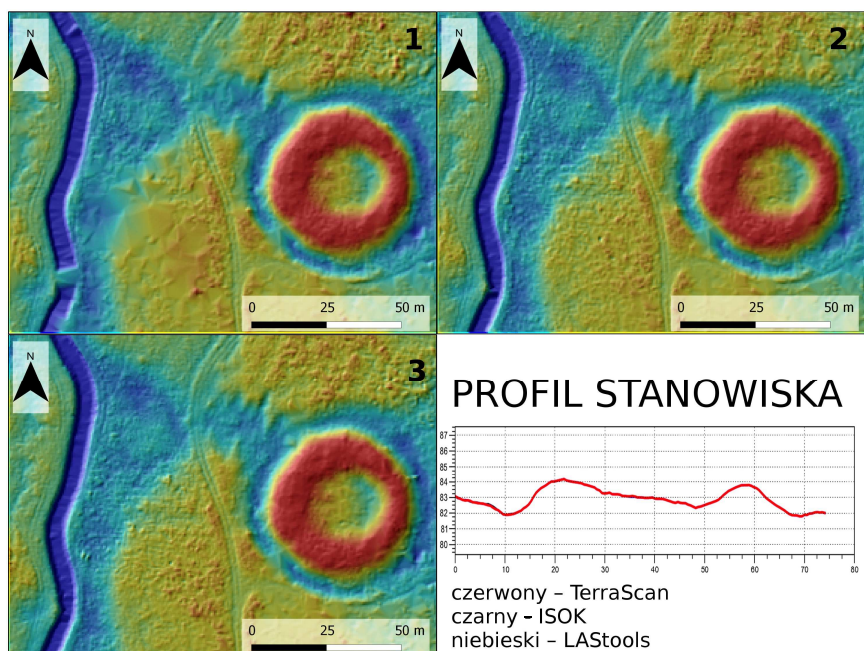 N
1
0 25 50 m
N
2
0 25 50 m
N
3
0 25 50 m
PROFIL STANOWISKA
87
86
85
84
83
82
81
80
0 10 20 30 40 50 60 70 80
czerwony – TerraScan
czarny - ISOK
niebieski – LAStools